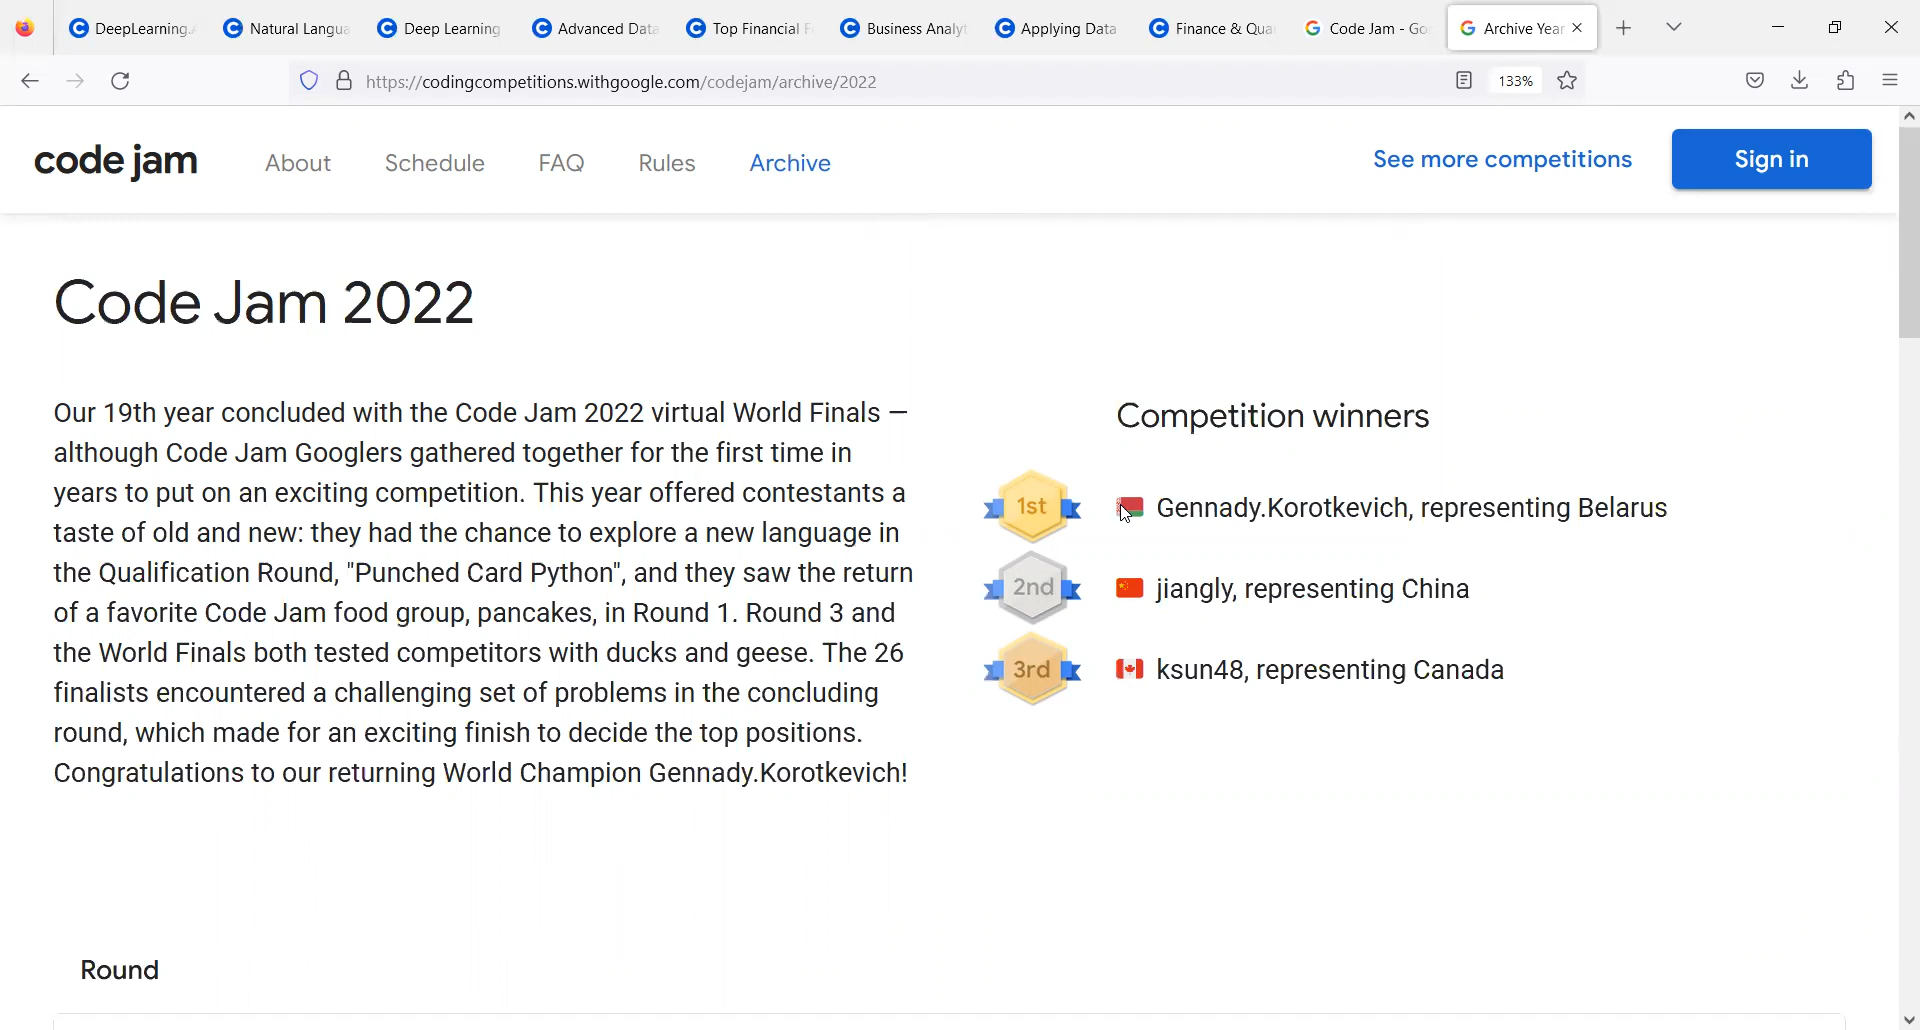 DeepLearning.
Natural Langua
Deep Learning
Advanced Data
Top Financial
Business Analyt
Applying Data
Finance & Qua
Code Jam - Go
Archive Year
https://codingcompetitions.withgoogle.com/codejam/archive/2022
133%
code jam
About
Schedule
FAQ
Rules
Archive
See more competitions
Sign in
Code Jam 2022
Our 19th year concluded with the Code Jam 2022 virtual World Finals —
although Code Jam Googlers gathered together for the first time in
years to put on an exciting competition. This year offered contestants a
taste of old and new: they had the chance to explore a new language in
the Qualification Round, "Punched Card Python", and they saw the return
of a favorite Code Jam food group, pancakes, in Round 1. Round 3 and
the World Finals both tested competitors with ducks and geese. The 26
finalists encountered a challenging set of problems in the concluding
round, which made for an exciting finish to decide the top positions.
Congratulations to our returning World Champion Gennady.Korotkevich!
Competition winners
1st
Gennady.Korotkevich, representing Belarus
2nd
jiangly, representing China
3rd
ksun48, representing Canada
Round